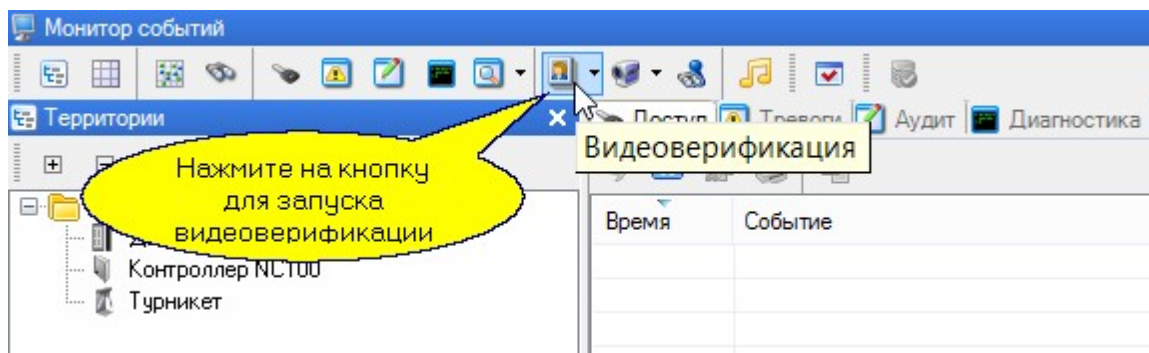 Монитор событий
Территории
Доступ Тревоги Аудит Диагностика
Видеоверификация
Нажмите на кнопку
для запуска
видеоверификации
Время Событие
Контроллер NC100
Турникет